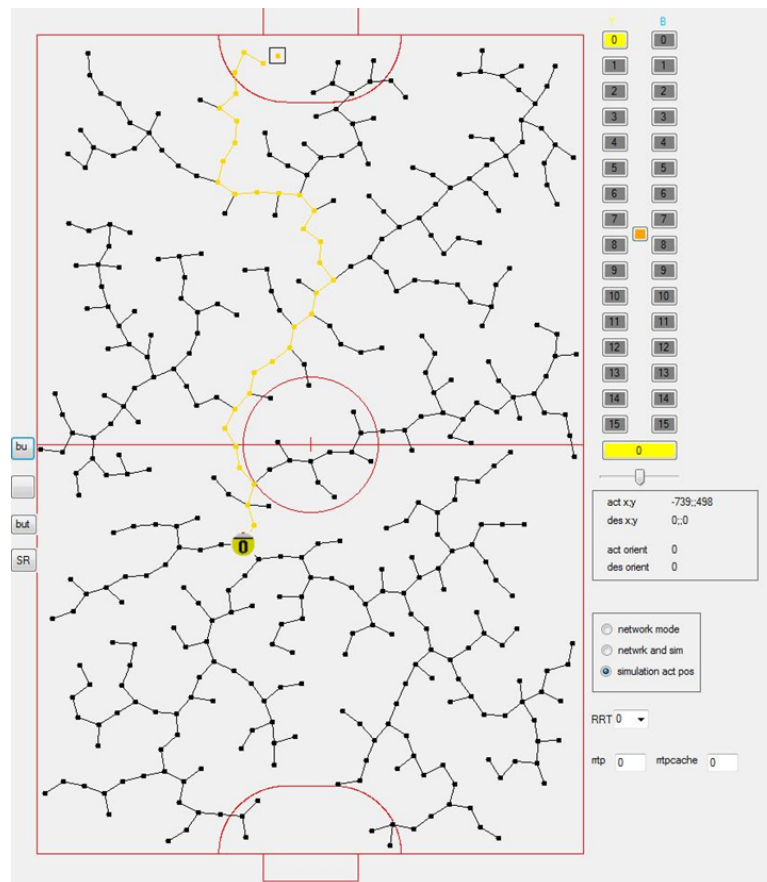 Y B
0 0
1 1
2 2
3 3
4 4
5 5
6 6
7 7
8 8
9 9
10 10
11 11
12 12
13 13
14 14
15 15
0
bu
but
SR
0
act x;y -739;;498
des x;y 0;;0
act orient 0
des orient 0
network mode
netwrk and sim
simulation act pos
RRT 0
rrtp 0 rrtpcache 0